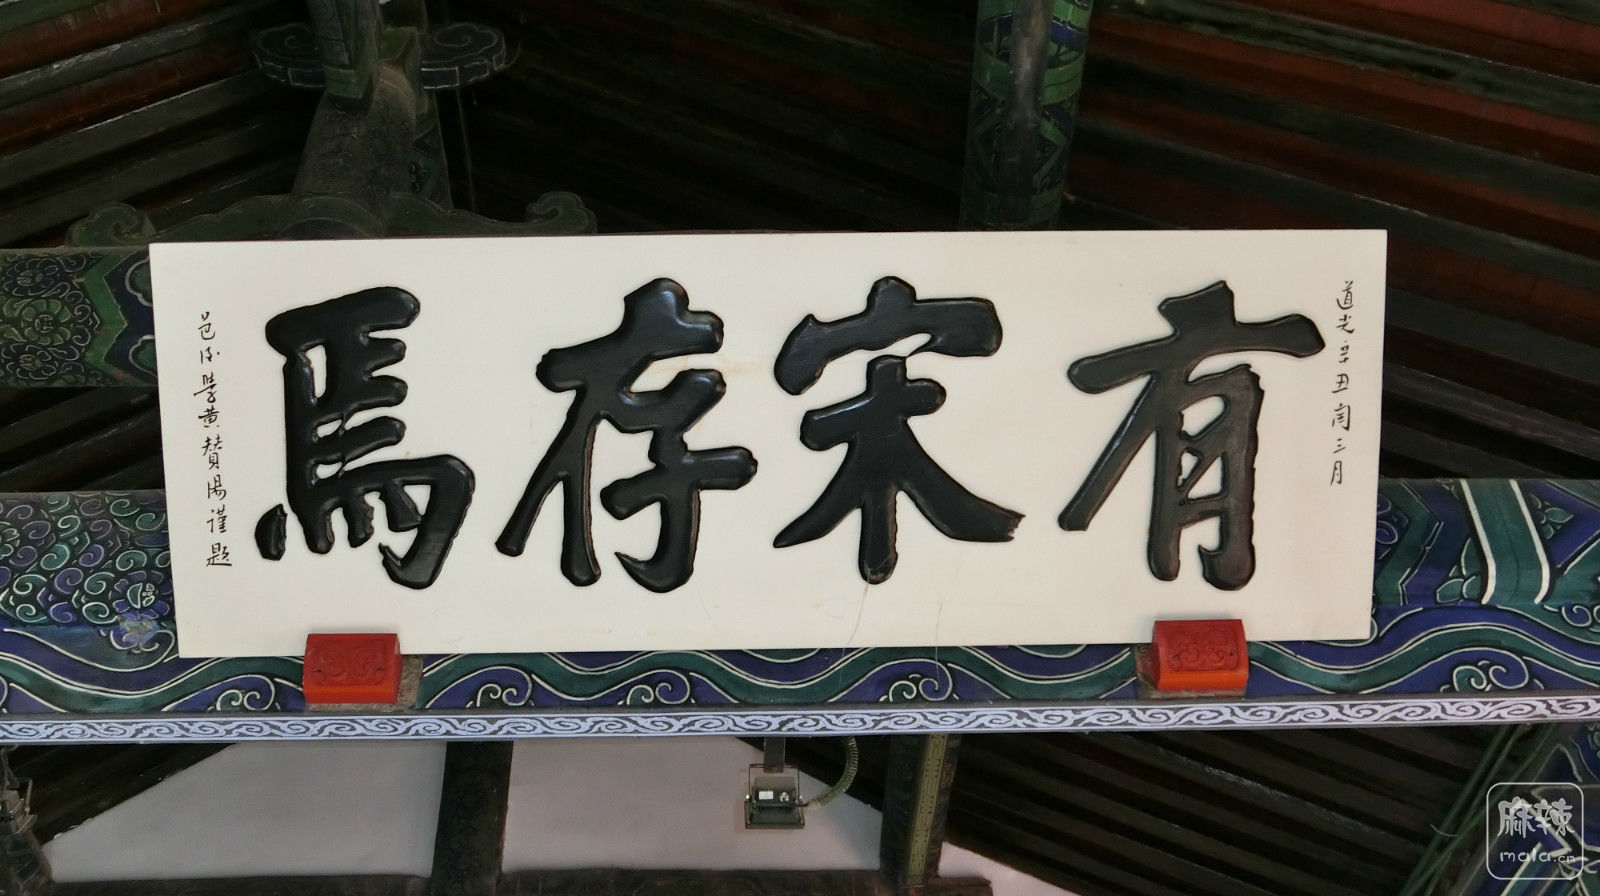 道光辛丑閏三月
有宋存焉
邑後學黄贊湯謹題
麻辣
mala.cn